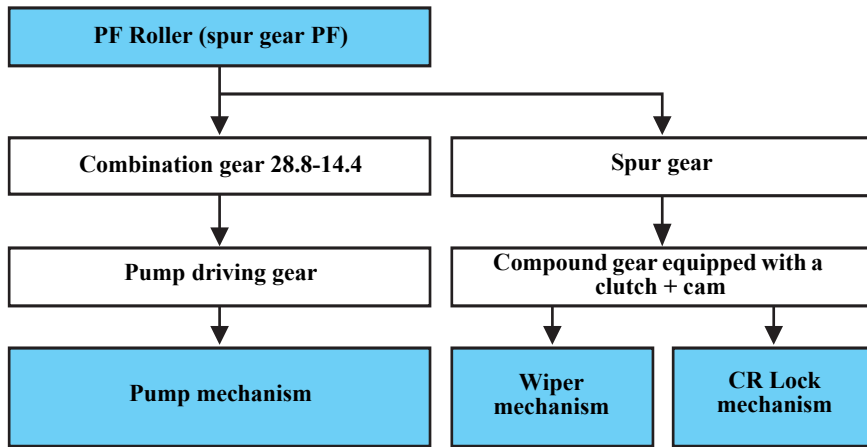 PF Roller (spur gear PF)
Combination gear 28.8-14.4
Spur gear
Pump driving gear
Compound gear equipped with a
clutch + cam
Pump mechanism
Wiper
mechanism
CR Lock
mechanism